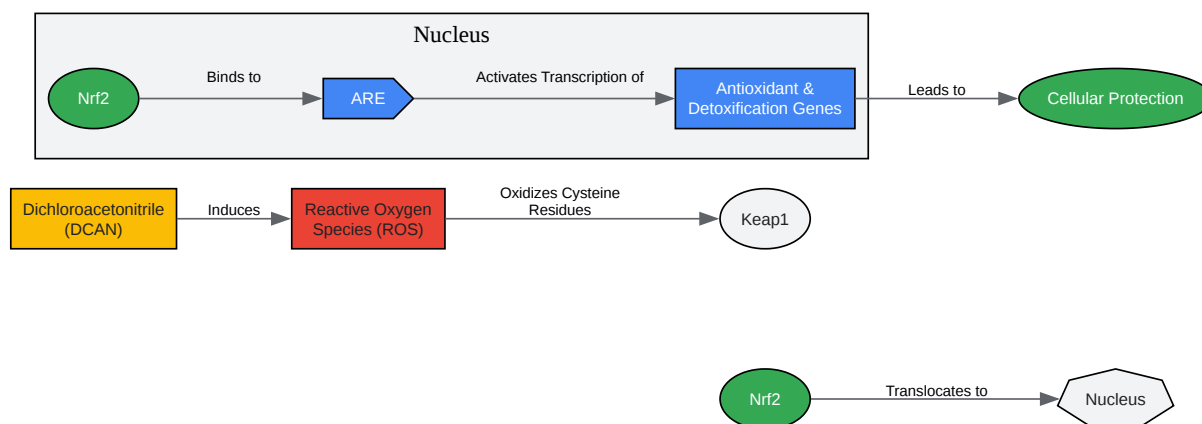 Nucleus
Nrf2
Binds to
ARE
Activates Transcription of
Antioxidant &
Detoxification Genes
Leads to
Cellular Protection
Dichloroacetonitrile
(DCAN)
Induces
Reactive Oxygen
Species (ROS)
Oxidizes Cysteine
Residues
Keap1
Nrf2
Translocates to
Nucleus